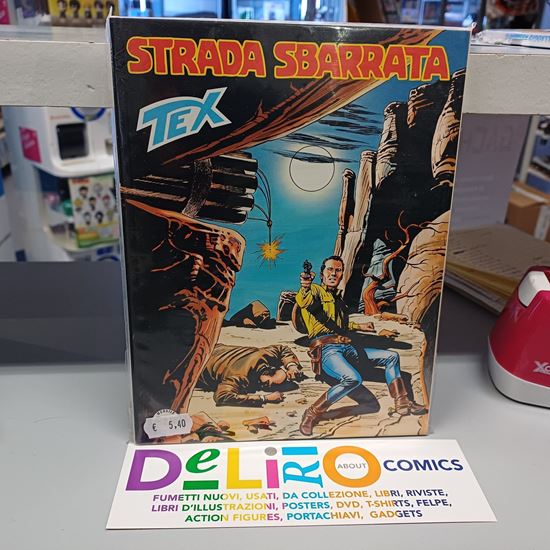 STRADA SBARRATA
TEX
€ 5,40
DeLiRiO ABOUT COMICS
FUMETTI NUOVI, USATI, DA COLLEZIONE, LIBRI, RIVISTE,
LIBRI D'ILLUSTRAZIONI, POSTERS, DVD, T-SHIRTS, FELPE,
ACTION FIGURES, PORTACHIAVI, GADGETS